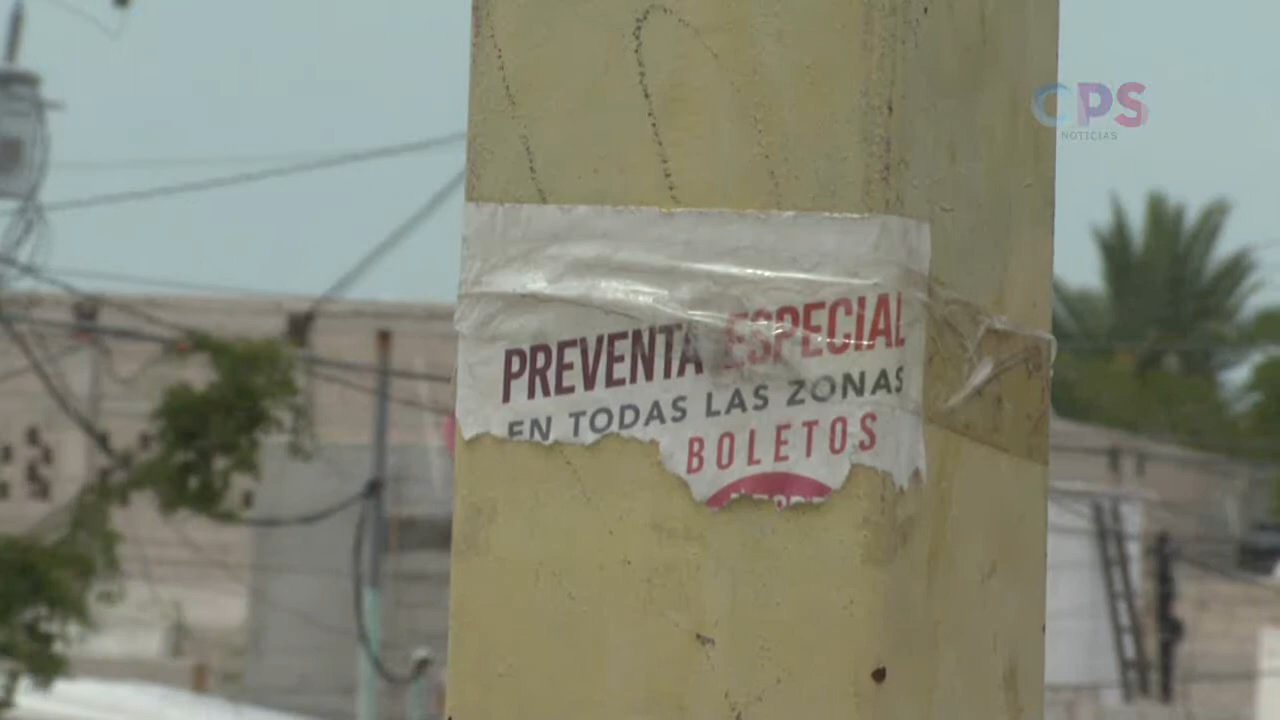 CPS
NOTICIAS
PREVENTA ESPECIAL
EN TODAS LAS ZONAS
BOLETOS